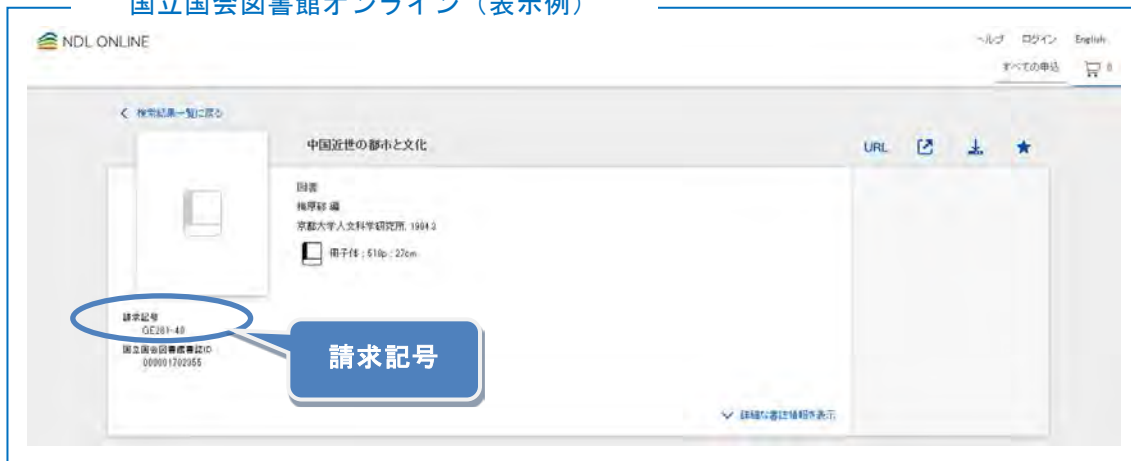 国立国会図書館オンライン（表示例）
NDL ONLINE
ヘルプ ログイン English
すべての申込 0
検索結果一覧に戻る
中国近世の都市と文化
URL
図書
梅原郁 編
京都大学人文科学研究所, 1984.3
冊子体 ; 518p ; 27cm
請求記号
GE281-40
請求記号
国立国会図書館書誌ID
000001702355
詳細な書誌情報を表示